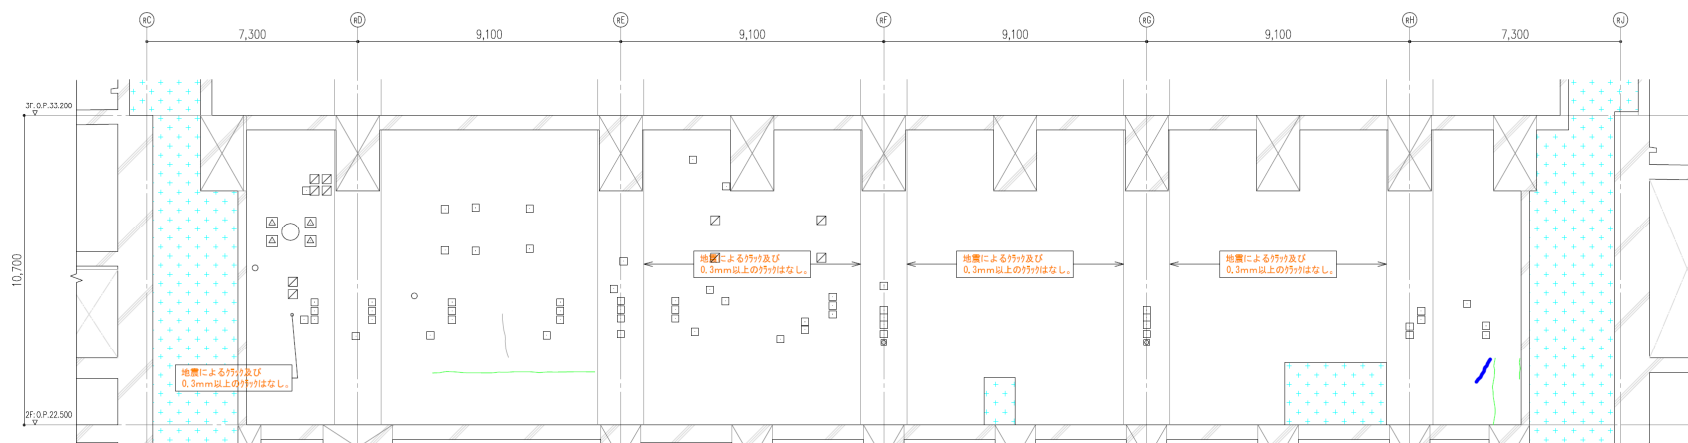 RC RD RE RF RG RH RJ
7,300 9,100 9,100 9,100 9,100 7,300
3F: O.P.33.200
10,700
地震によるクラック及び
0.3mm以上のクラックはなし。
地震によるクラック及び
0.3mm以上のクラックはなし。
地震によるクラック及び
0.3mm以上のクラックはなし。
地震によるクラック及び
0.3mm以上のクラックはなし。
2F: O.P.22.500